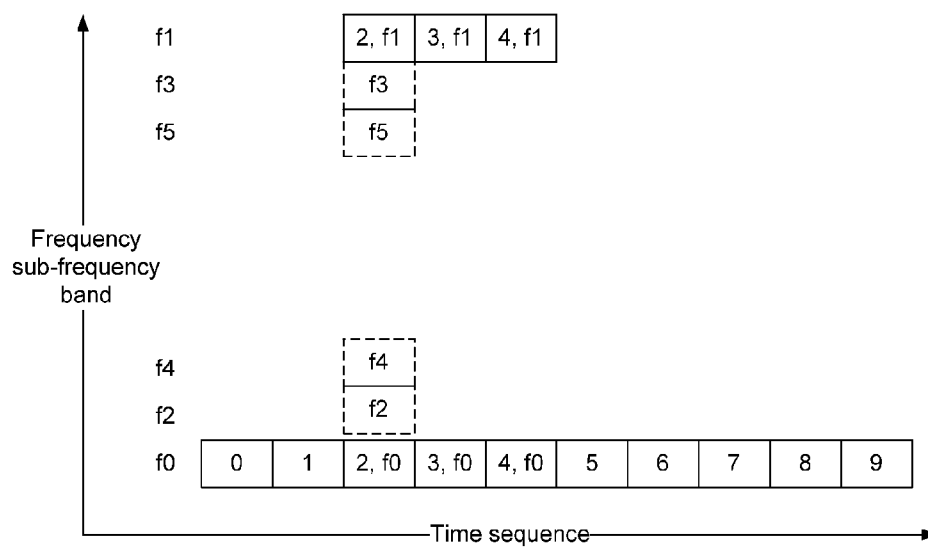 f1 2, f1 3, f1 4, f1
f3 f3
f5 f5
Frequency
sub-frequency
band
f4 f4
f2 f2
f0 0 1 2, f0 3, f0 4, f0 5 6 7 8 9
Time sequence